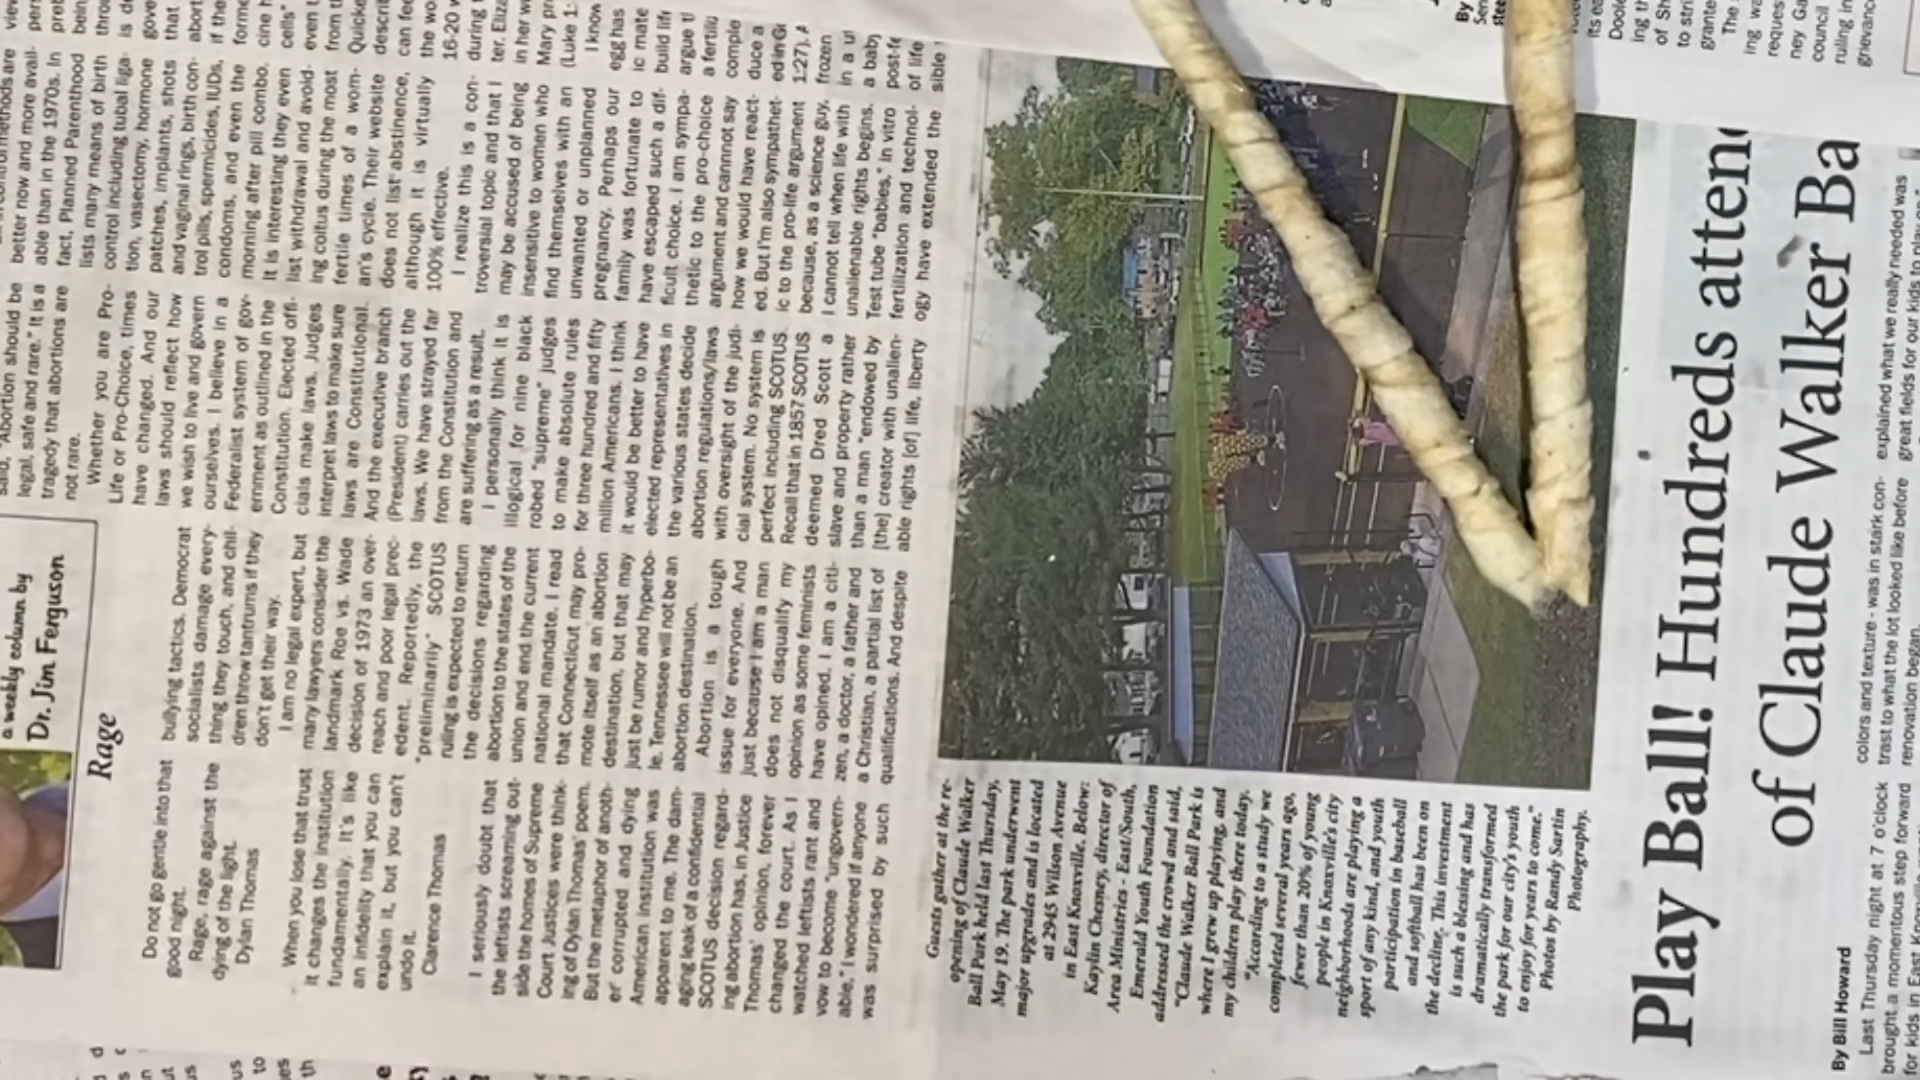 a weekly column by
Dr. Jim Ferguson
Rage
Do not go gentle into that
good night.
Rage, rage against the
dying of the light.
Dylan Thomas
When you lose that trust
it changes the institution
fundamentally. It's like
an infidelity that you can
explain it, but you can't
undo it.
Clarence Thomas
I seriously doubt that
the leftists screaming out-
side the homes of Supreme
Court Justices were think-
ing of Dylan Thomas' poem.
But the metaphor of anoth-
er corrupted and dying
American institution was
apparent to me. The dam-
aging leak of a confidential
SCOTUS decision regard-
ing abortion has, in Justice
Thomas' opinion, forever
changed the court. As I
watched leftists rant and
vow to become "ungovern-
able," I wondered if anyone
was surprised by such
bullying tactics. Democrat
socialists damage every-
thing they touch, and chil-
dren throw tantrums if they
don't get their way.
I am no legal expert, but
many lawyers consider the
landmark Roe vs. Wade
decision of 1973 an over-
reach and poor legal prec-
edent. Reportedly, the
"preliminarily" SCOTUS
ruling is expected to return
the decisions regarding
abortion to the states of the
union and end the current
national mandate. I read
that Connecticut may pro-
mote itself as an abortion
destination, but that may
just be rumor and hyperbo-
le. Tennessee will not be an
abortion destination.
Abortion is a tough
issue for everyone. And
just because I am a man
does not disqualify my
opinion as some feminists
have opined. I am a citi-
zen, a doctor, a father and
a Christian, a partial list of
qualifications. And despite
said, "Abortion should be
legal, safe and rare." It is a
tragedy that abortions are
not rare.
Whether you are Pro-
Life or Pro-Choice, times
have changed. And our
laws should reflect how
we wish to live and govern
ourselves. I believe in a
Federalist system of gov-
ernment as outlined in the
Constitution. Elected offi-
cials make laws. Judges
interpret laws to make sure
laws are Constitutional.
And the executive branch
(President) carries out the
laws. We have strayed far
from the Constitution and
are suffering as a result.
I personally think it is
illogical for nine black
robed "supreme" judges
to make absolute rules
for three hundred and fifty
million Americans. I think
it would be better to have
elected representatives in
the various states decide
abortion regulations/laws
with oversight of the judi-
cial system. No system is
perfect including SCOTUS.
Recall that in 1857 SCOTUS
deemed Dred Scott a
slave and property rather
than a man "endowed by
[the] creator with unalien-
able rights [of] life, liberty
methods are
better now and more avail-
able than in the 1970s. In
fact, Planned Parenthood
lists many means of birth
control including tubal liga-
tion, vasectomy, hormone
patches, implants, shots
and vaginal rings, birth con-
trol pills, spermicides, IUDs,
condoms, and even the
morning after pill combo.
It is interesting they even
list withdrawal and avoid-
ing coitus during the most
fertile times of a wom-
an's cycle. Their website
does not list abstinence,
although it is virtually
100% effective.
I realize this is a con-
troversial topic and that I
may be accused of being
insensitive to women who
find themselves with an
unwanted or unplanned
pregnancy. Perhaps our
family was fortunate to
have escaped such a dif-
ficult choice. I am sympa-
thetic to the pro-choice
argument and cannot say
how we would have react-
ed. But I'm also sympathet-
ic to the pro-life argument
because, as a science guy,
I cannot tell when life with
unalienable rights begins.
Test tube "babies," in vitro
fertilization and technol-
ogy have extended the
16-20
during
(Luke 1:
I know
egg has
ic mate
build life
argue
a fertili
comple
duce a
1:27). A
frozen
in a
a baby
of life
sible
Guests gather at the re-
opening of Claude Walker
Ball Park held last Thursday,
May 19. The park underwent
major upgrades and is located
at 2945 Wilson Avenue
in East Knoxville. Below:
Kaylin Chesney, director of
Area Ministries - East/South,
Emerald Youth Foundation
addressed the crowd and said,
"Claude Walker Ball Park is
where I grew up playing, and
my children play there today.
"According to a study we
completed several years ago,
fewer than 20% of young
people in Knoxville's city
neighborhoods are playing a
sport of any kind, and youth
participation in baseball
and softball has been on
the decline. This investment
is such a blessing and has
dramatically transformed
the park for our city's youth
to enjoy for years to come."
Photos by Randy Sartin
Photography.
Play Ball! Hundreds atten
of Claude Walker Ba
By Bill Howard
Last Thursday night at 7 o'clock
brought a momentous step forward
for kids in East Knoxville
colors and texture - was in stark con-
trast to what the lot looked like before
renovation began.
explained what we really needed was
great fields for our kids to play on."